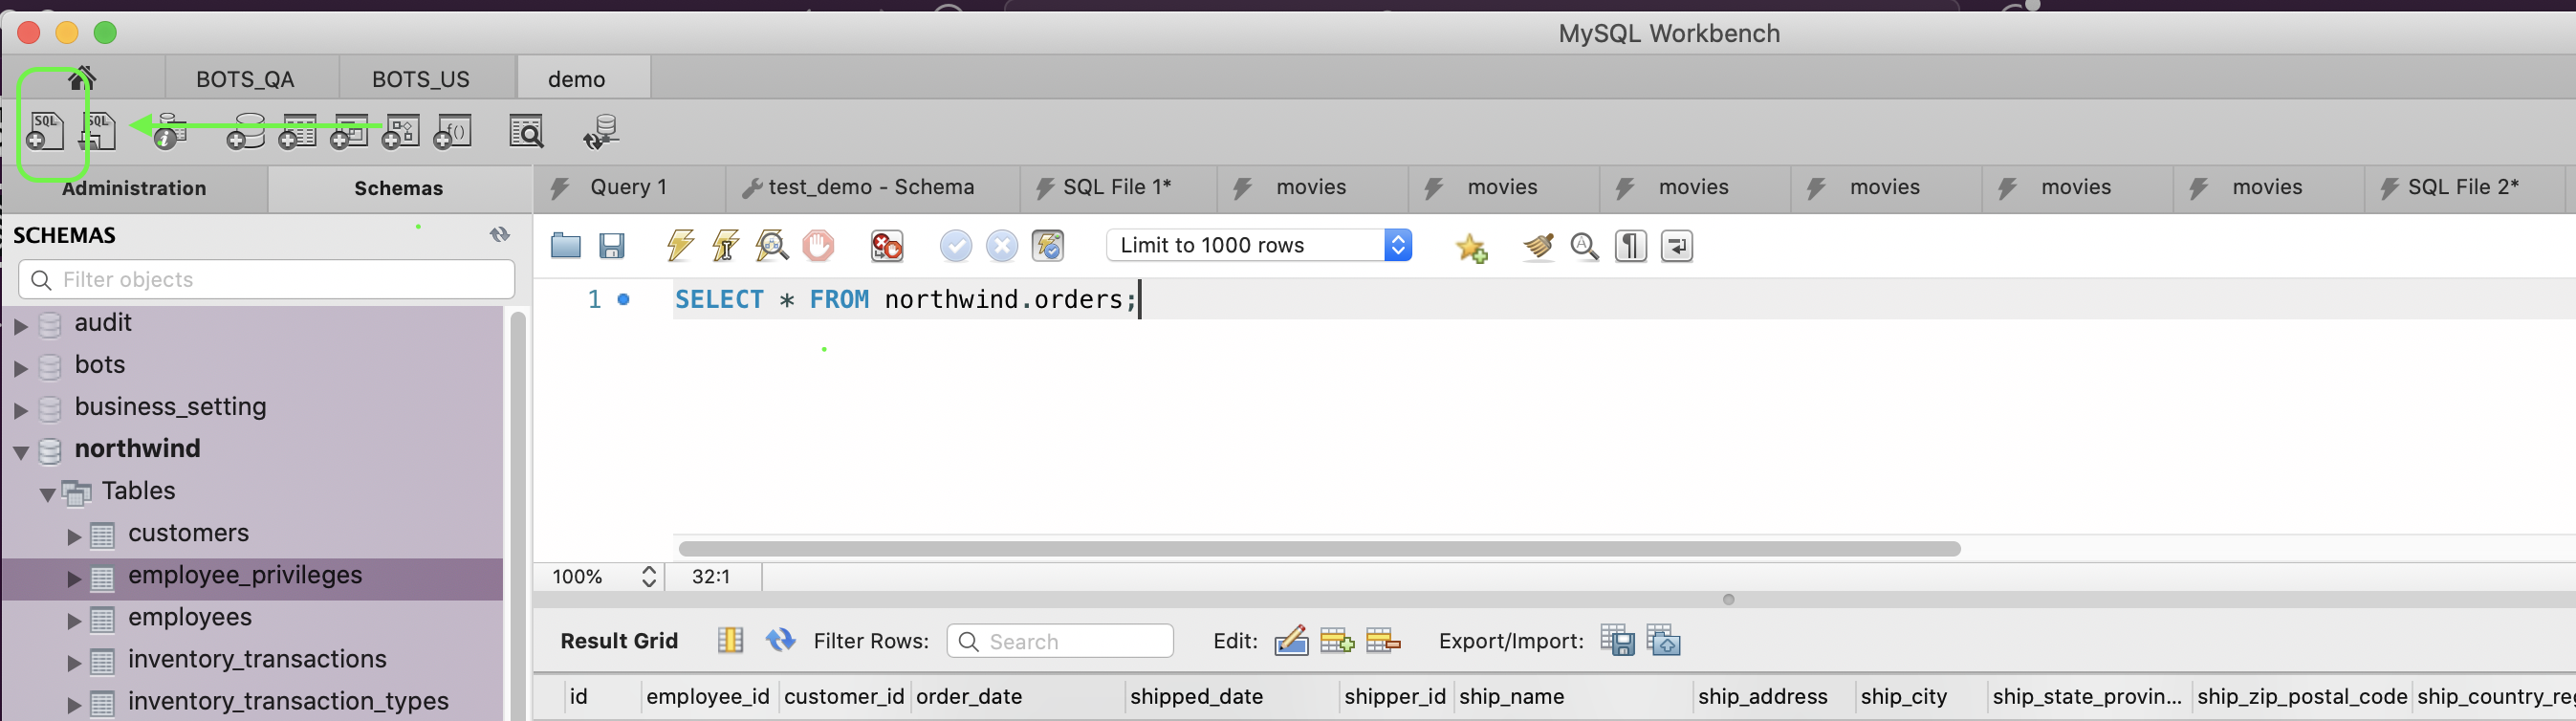 MySQL Workbench
BOTS_QA BOTS_US demo
SQL SQL f()
Administration Schemas
Query 1 test_demo - Schema SQL File 1* movies movies movies movies movies movies SQL File 2*
SCHEMAS
Limit to 1000 rows
Filter objects
1 SELECT * FROM northwind.orders;
audit
bots
business_setting
northwind
Tables
customers
employee_privileges
100% 32:1
employees
Result Grid Filter Rows: Search Edit: Export/Import:
inventory_transactions
inventory_transaction_types
id employee_id customer_id order_date shipped_date shipper_id ship_name ship_address ship_city ship_state_provin... ship_zip_postal_code ship_country_re